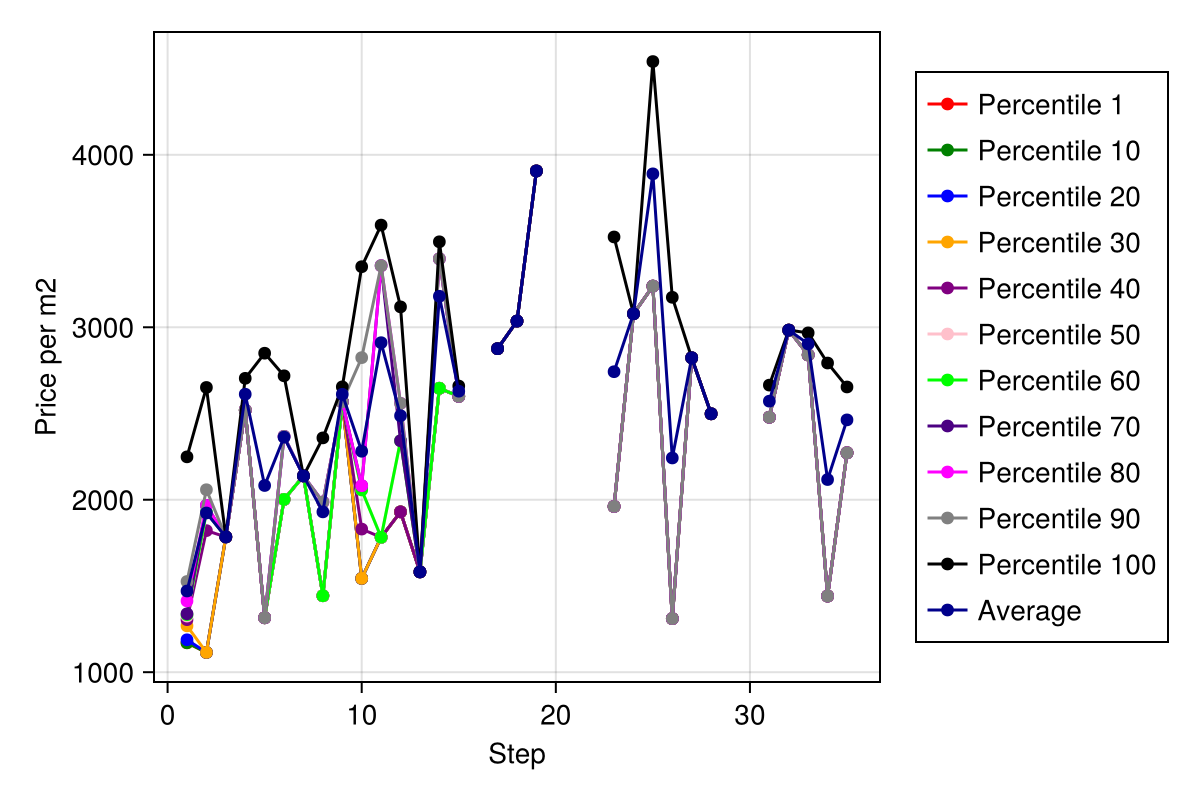 Price per m2
4000
3000
2000
1000
0
10
20
30
Step
Percentile 1
Percentile 10
Percentile 20
Percentile 30
Percentile 40
Percentile 50
Percentile 60
Percentile 70
Percentile 80
Percentile 90
Percentile 100
Average